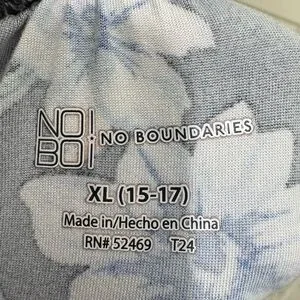 NO!
BO! NO BOUNDARIES
XL (15-17)
Made in/Hecho en China
RN# 52469 T24